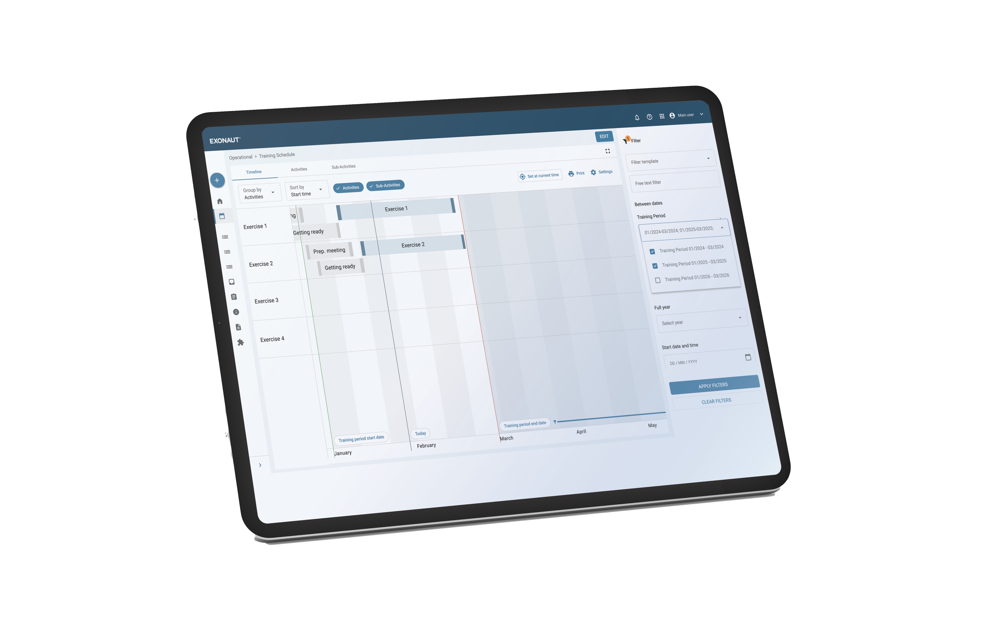 EXONAUT®
Main user
Operational > Training Schedule
EDIT
Timeline
Activities
Sub-Activities
Group by
Activities
Sort by
Start time
Activities
Sub-Activities
Set at current time
Print
Settings
Exercise 1
ng
Exercise 1
Getting ready
Exercise 2
Prep. meeting
Exercise 2
Getting ready
Exercise 3
Exercise 4
Training period start date
Today
Training period end date
January
February
March
April
May
1
Filter
Filter template
Free text filter
Between dates
Training Period
01/2024-03/2024; 01/2025-03/2025;
Training Period 01/2024 - 03/2024
Training Period 01/2025 - 03/2025
Training Period 01/2026 - 03/2026
Full year
Select year
Start date and time
DD / MM / YYYY
APPLY FILTERS
CLEAR FILTERS